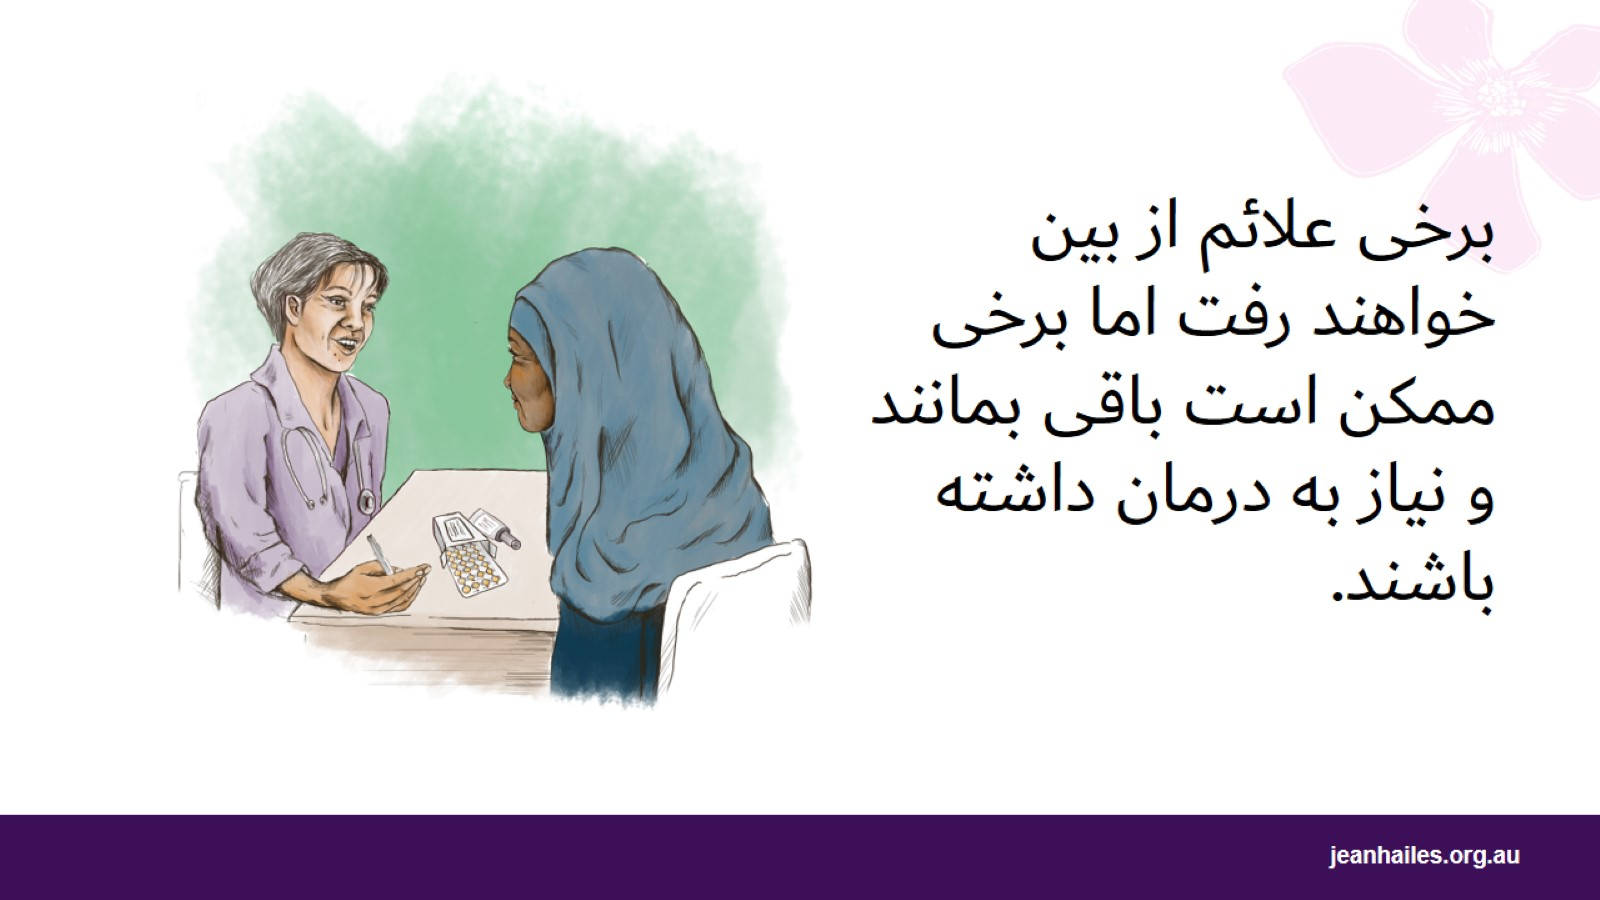 برخی علائم از بین
خواهند رفت اما برخی
ممکن است باقی بمانند
و نیاز به درمان داشته
باشند.
jeanhailes.org.au